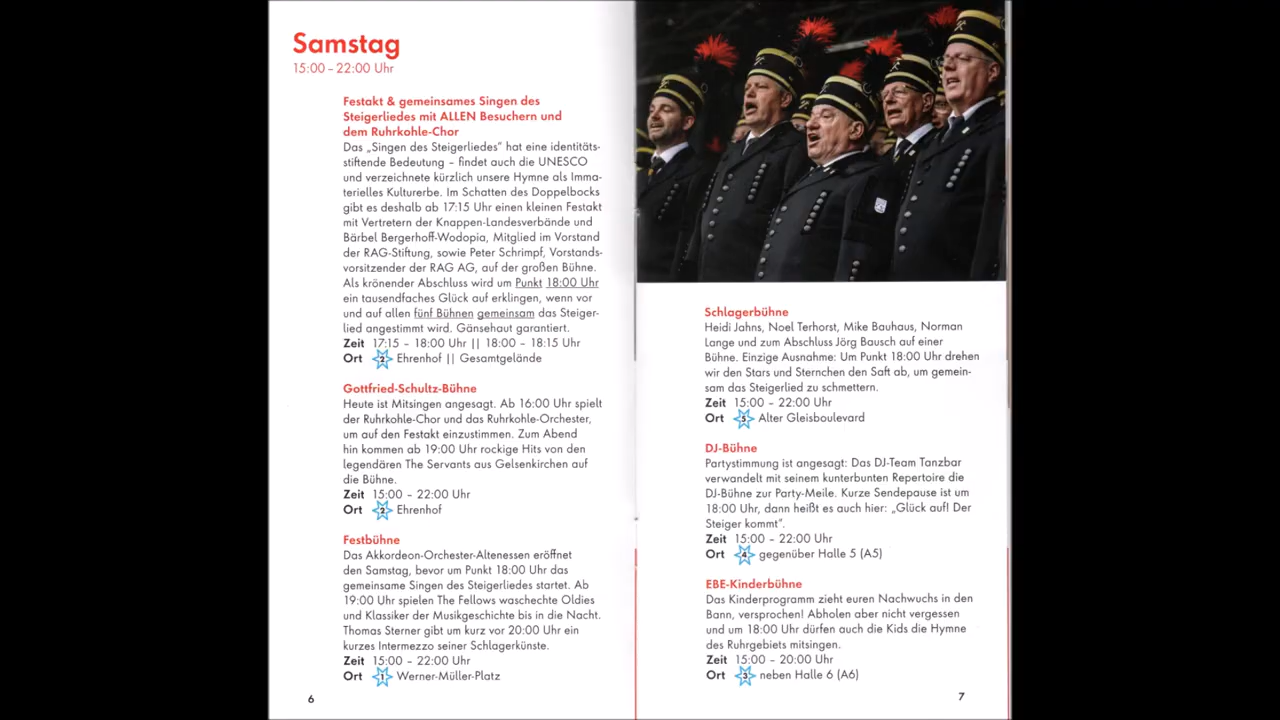 Samstag
15:00 – 22:00 Uhr
Festakt & gemeinsames Singen des
Steigerliedes mit ALLEN Besuchern und
dem Ruhrkohle-Chor
Das „Singen des Steigerliedes“ hat eine identitäts-
stiftende Bedeutung – findet auch die UNESCO
und verzeichnete kürzlich unsere Hymne als Imma-
terielles Kulturerbe. Im Schatten des Doppelbocks
gibt es deshalb ab 17:15 Uhr einen kleinen Festakt
mit Vertretern der Knappen-Landesverbände und
Bärbel Bergerhoff-Wodopia, Mitglied im Vorstand
der RAG-Stiftung, sowie Peter Schrimpf, Vorstands-
vorsitzender der RAG AG, auf der großen Bühne.
Als krönender Abschluss wird um Punkt 18:00 Uhr
ein tausendfaches Glück auf erklingen, wenn vor
und auf allen fünf Bühnen gemeinsam das Steiger-
lied angestimmt wird. Gänsehaut garantiert.
Zeit 17:15 – 18:00 Uhr || 18:00 – 18:15 Uhr
Ort 2 Ehrenhof || Gesamtgelände
Gottfried-Schultz-Bühne
Heute ist Mitsingen angesagt. Ab 16:00 Uhr spielt
der Ruhrkohle-Chor und das Ruhrkohle-Orchester,
um auf den Festakt einzustimmen. Zum Abend
hin kommen ab 19:00 Uhr rockige Hits von den
legendären The Servants aus Gelsenkirchen auf
die Bühne.
Zeit 15:00 – 22:00 Uhr
Ort 2 Ehrenhof
Festbühne
Das Akkordeon-Orchester-Altenessen eröffnet
den Samstag, bevor um Punkt 18:00 Uhr das
gemeinsame Singen des Steigerliedes startet. Ab
19:00 Uhr spielen The Fellows waschechte Oldies
und Klassiker der Musikgeschichte bis in die Nacht.
Thomas Sterner gibt um kurz vor 20:00 Uhr ein
kurzes Intermezzo seiner Schlagerkünste.
Zeit 15:00 – 22:00 Uhr
Ort 1 Werner-Müller-Platz
6
Schlagerbühne
Heidi Jahns, Noel Terhorst, Mike Bauhaus, Norman
Lange und zum Abschluss Jörg Bausch auf einer
Bühne. Einzige Ausnahme: Um Punkt 18:00 Uhr drehen
wir den Stars und Sternchen den Saft ab, um gemein-
sam das Steigerlied zu schmettern.
Zeit 15:00 – 22:00 Uhr
Ort 5 Alter Gleisboulevard
DJ-Bühne
Partystimmung ist angesagt: Das DJ-Team Tanzbar
verwandelt mit seinem kunterbunten Repertoire die
DJ-Bühne zur Party-Meile. Kurze Sendepause ist um
18:00 Uhr, dann heißt es auch hier: „Glück auf! Der
Steiger kommt“.
Zeit 15:00 – 22:00 Uhr
Ort 4 gegenüber Halle 5 (A5)
EBE-Kinderbühne
Das Kinderprogramm zieht euren Nachwuchs in den
Bann, versprochen! Abholen aber nicht vergessen
und um 18:00 Uhr dürfen auch die Kids die Hymne
des Ruhrgebiets mitsingen.
Zeit 15:00 – 20:00 Uhr
Ort 3 neben Halle 6 (A6)
7